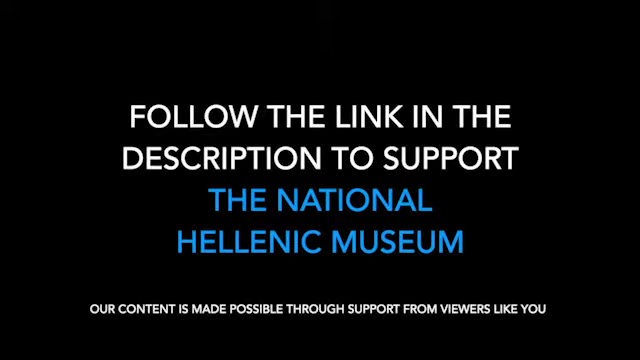 FOLLOW THE LINK IN THE
DESCRIPTION TO SUPPORT
THE NATIONAL
HELLENIC MUSEUM
OUR CONTENT IS MADE POSSIBLE THROUGH SUPPORT FROM VIEWERS LIKE YOU